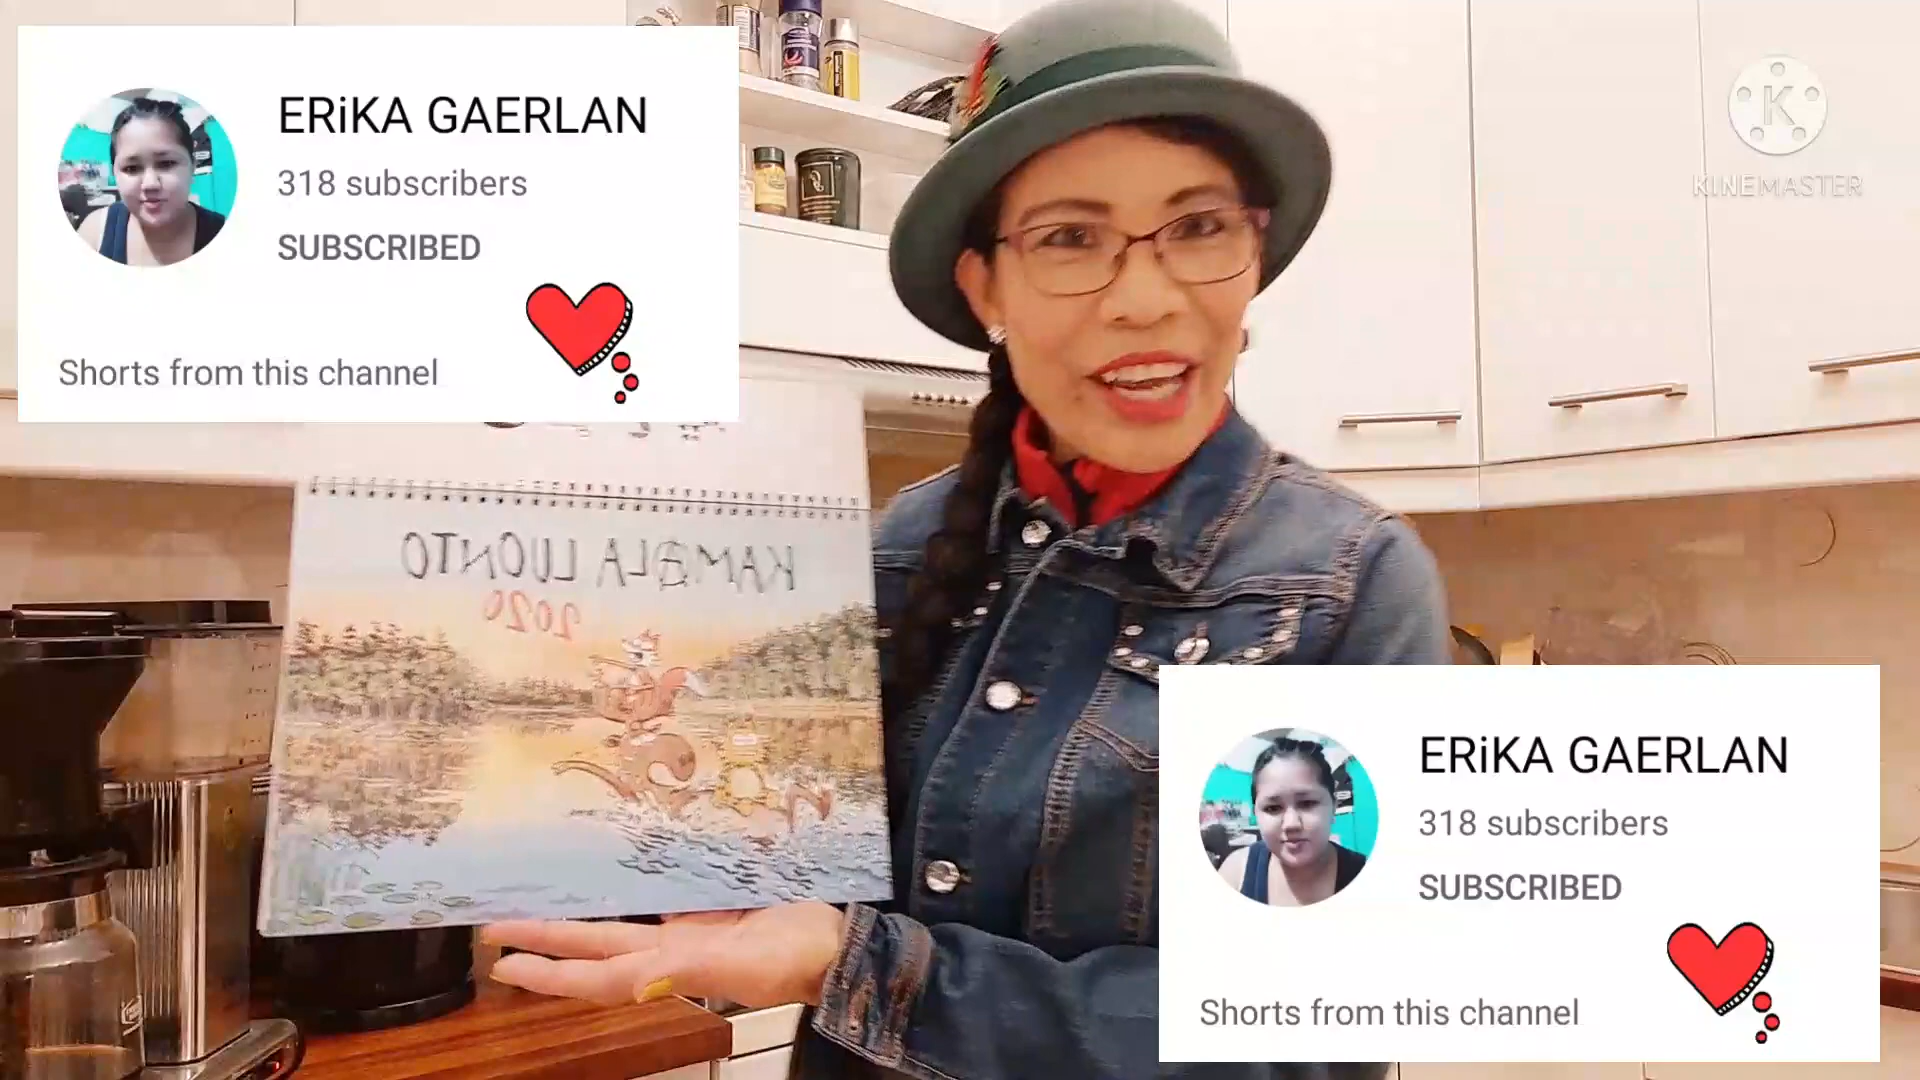 ERiKA GAERLAN
318 subscribers
SUBSCRIBED
Shorts from this channel
KINEMASTER
KAMALA LUONTO
2020
ERiKA GAERLAN
318 subscribers
SUBSCRIBED
Shorts from this channel